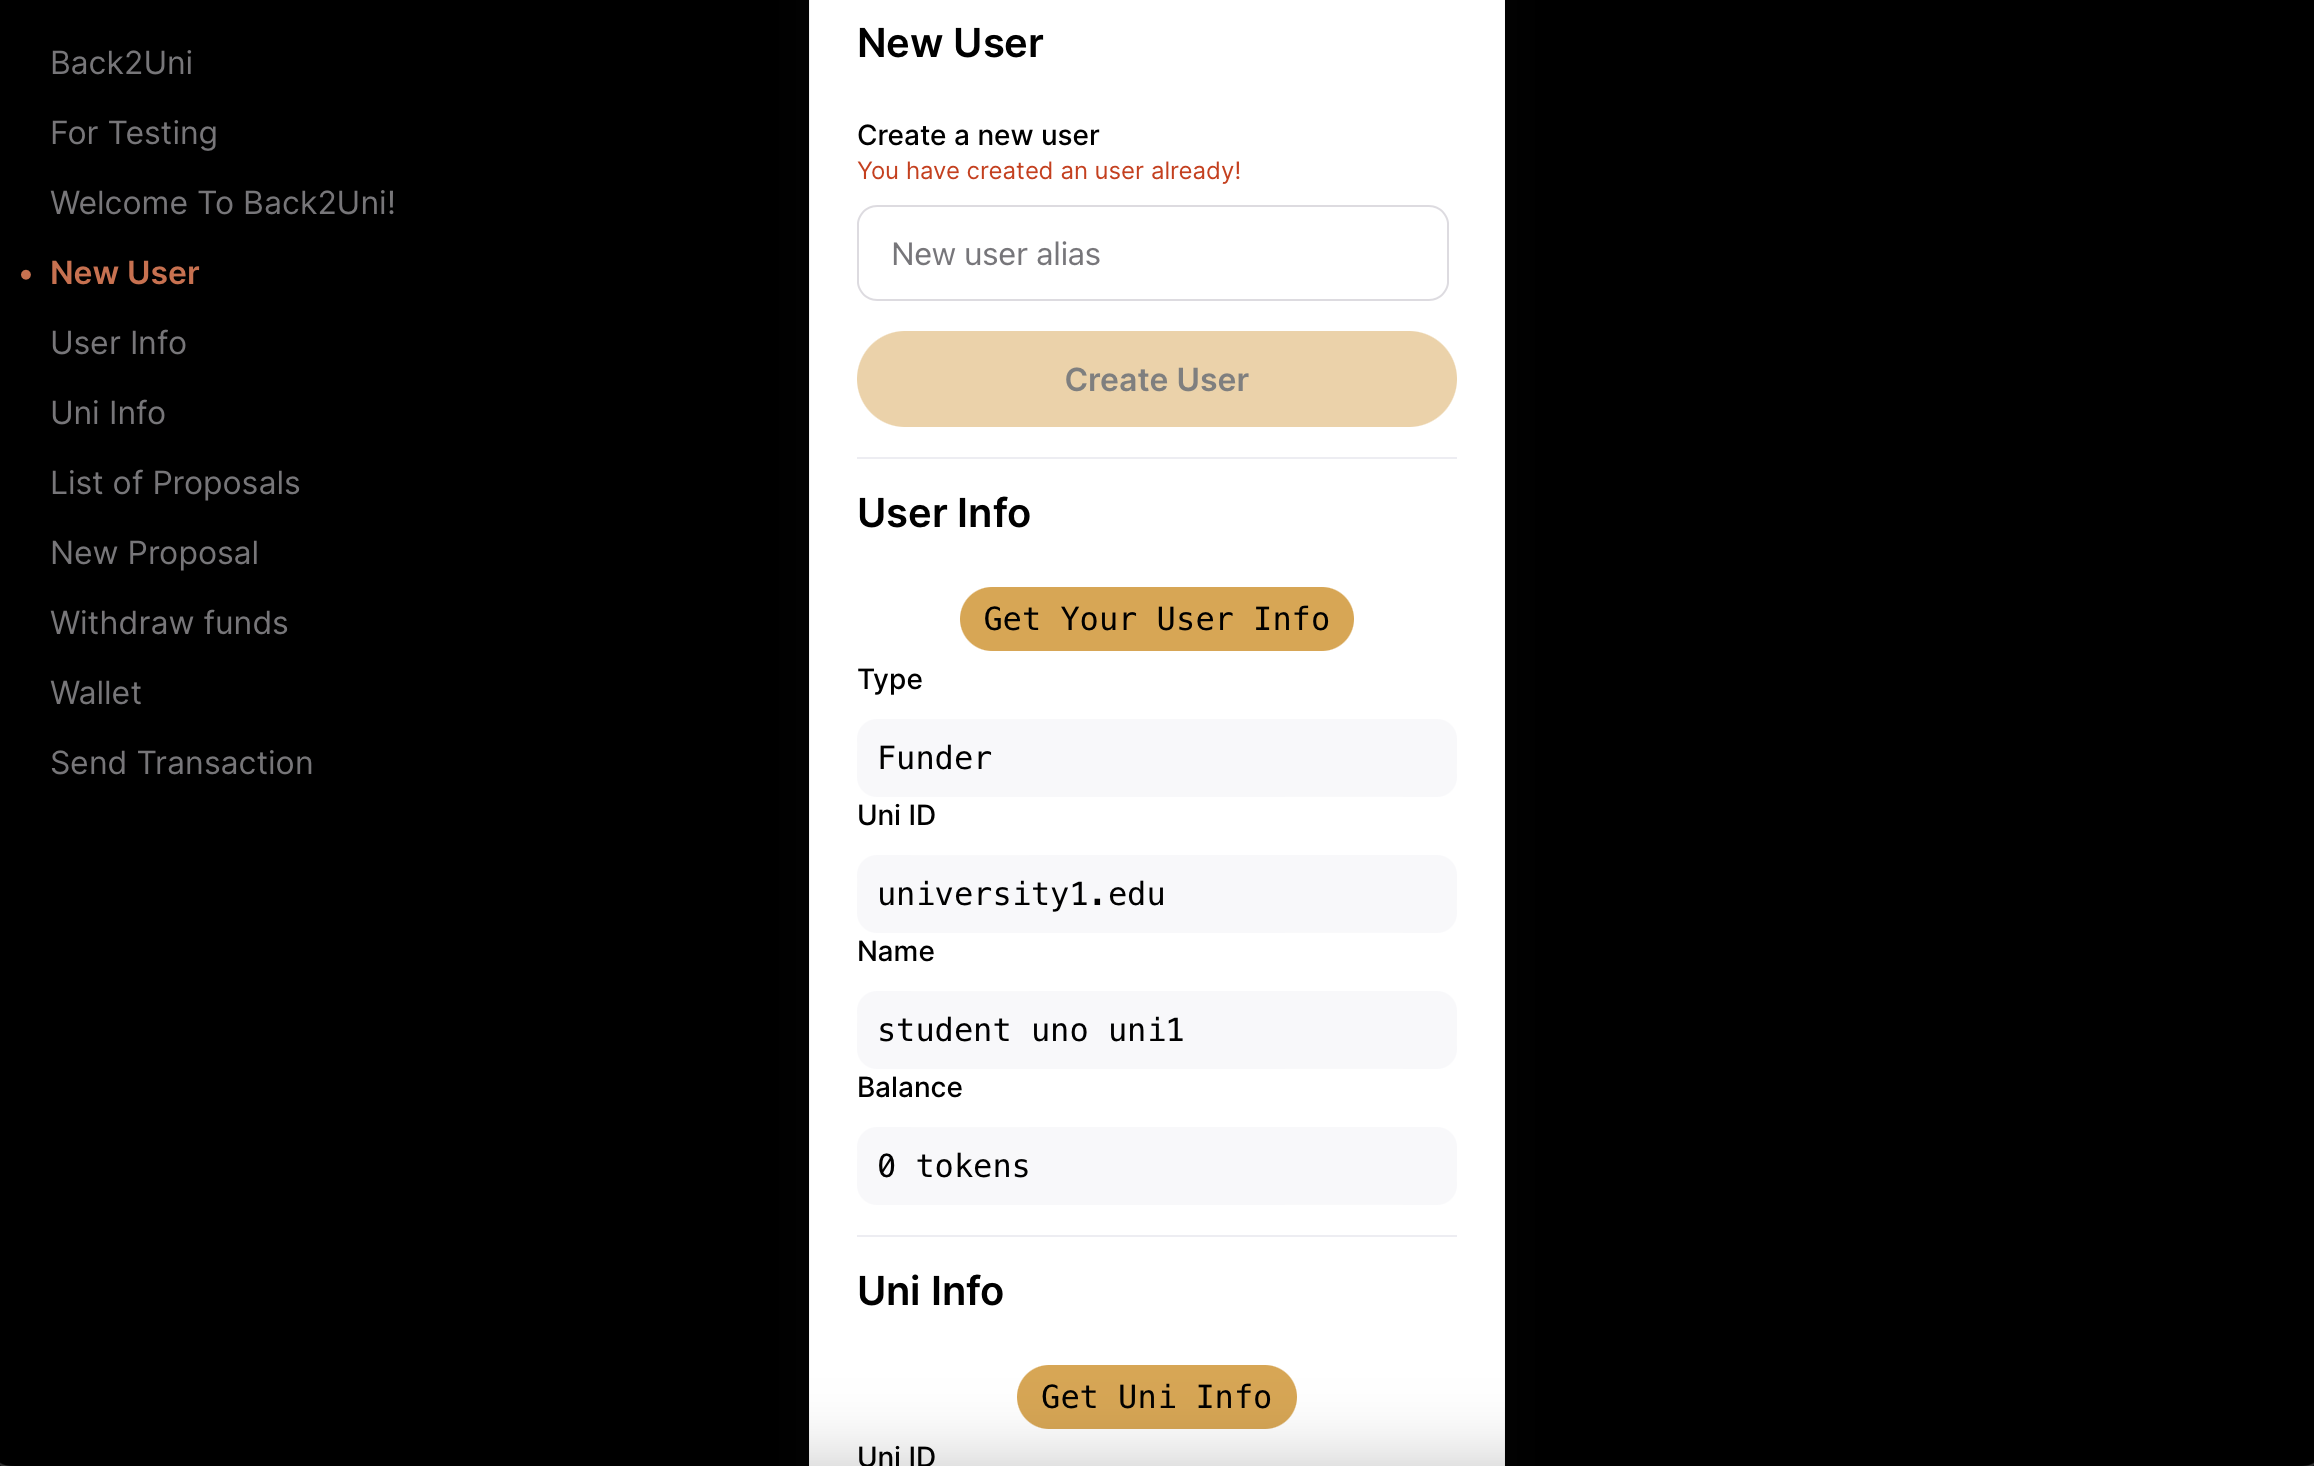 Back2Uni
For Testing
Welcome To Back2Uni!
New User
User Info
Uni Info
List of Proposals
New Proposal
Withdraw funds
Wallet
Send Transaction
New User
Create a new user
You have created an user already!
New user alias
Create User
User Info
Get Your User Info
Type
Funder
Uni ID
university1.edu
Name
student uno uni1
Balance
0 tokens
Uni Info
Get Uni Info
Uni ID